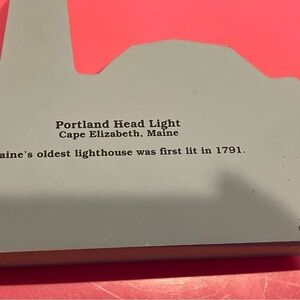 Portland Head Light
Cape Elizabeth, Maine
aine's oldest lighthouse was first lit in 1791.